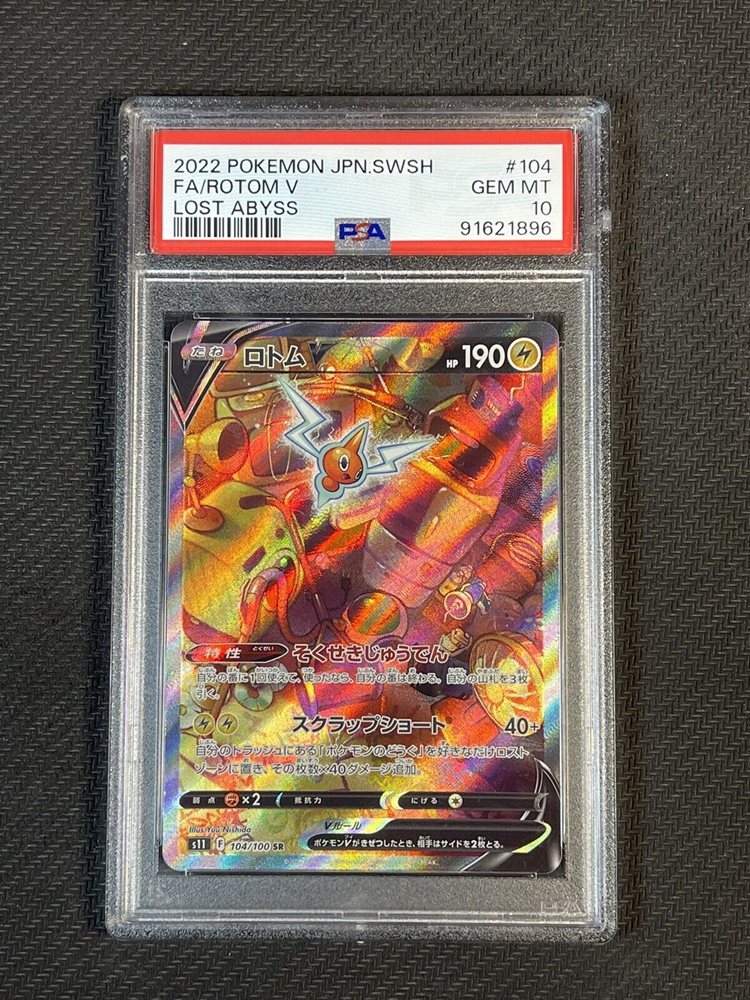 2022 POKEMON JPN.SWSH #104
FA/ROTOM V GEM MT
LOST ABYSS 10
PSA 91621896
たね ロトムV HP 190
特性 とくせい そくせきじゅうでん
自分の番に1回使えて、使ったなら、自分の番は終わる。自分の山札を3枚
引く。
スクラップショート 40+
自分のトラッシュにある「ポケモンのどうぐ」を好きなだけロスト
ゾーンに置き、その枚数×40ダメージ追加。
弱点 ×2 抵抗力 にげる
Illus. Yuu Nishida
Vルール
s11 F 104/100 SR
ポケモンVがきぜつしたとき、相手はサイドを2枚とる。